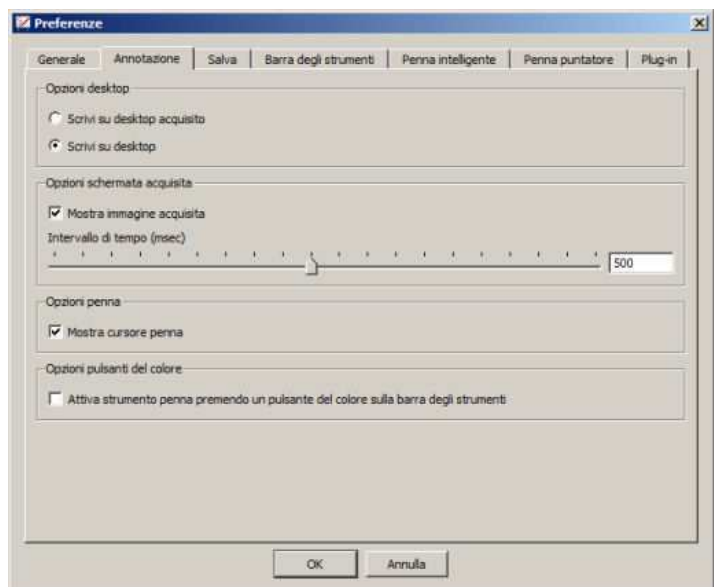 Preferenze
Generale Annotazione Salva Barra degli strumenti Penna intelligente Penna puntatore Plug-in
Opzioni desktop
Scrivi su desktop acquisito
Scrivi su desktop
Opzioni schermata acquisita
Mostra immagine acquisita
Intervallo di tempo (msec)
500
Opzioni penna
Mostra cursore penna
Opzioni pulsanti del colore
Attiva strumento penna premendo un pulsante del colore sulla barra degli strumenti
OK Annulla